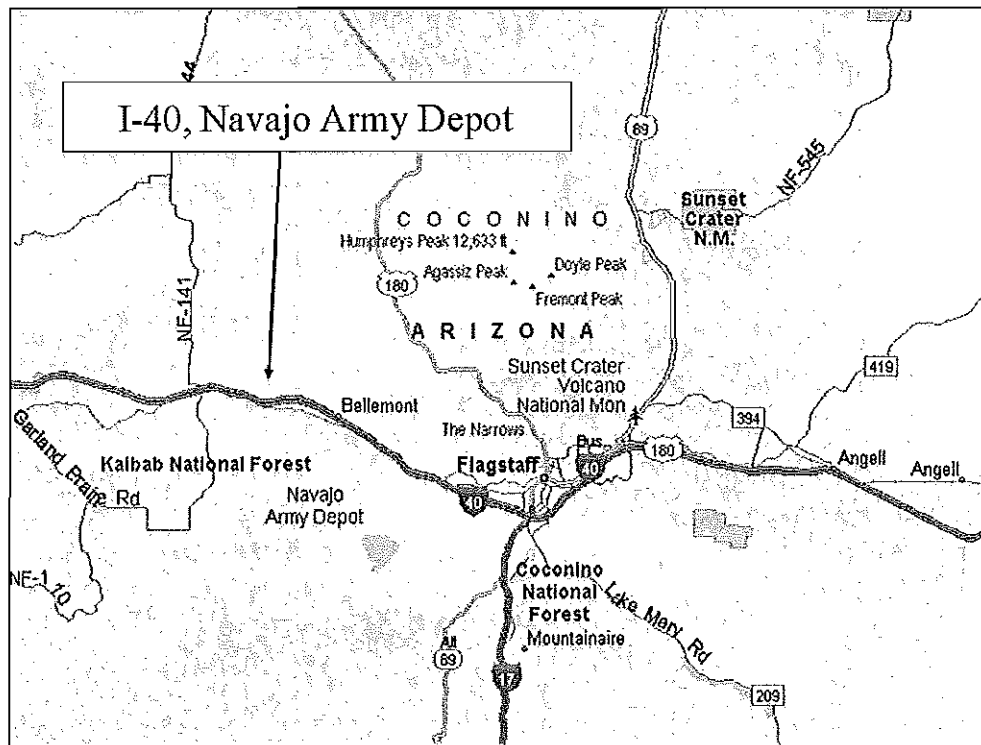 44
I-40, Navajo Army Depot
89
NF-545
Sunset
Crater
N.M.
COCONINO
Humphreys Peak 12,633 ft
Agassiz Peak
Doyle Peak
Fremont Peak
180
NF-141
ARIZONA
Sunset Crater
Volcano
National Mon
419
Bellemont
394
The Narrows
Bus
40
180
Garland Prairie Rd
Kaibab National Forest
Flagstaff
Angell
Angell
Navajo
Army Depot
40
NF-110
Coconino
National
Forest
Lake Mary Rd
Mountainaire
Alt
89
17
209